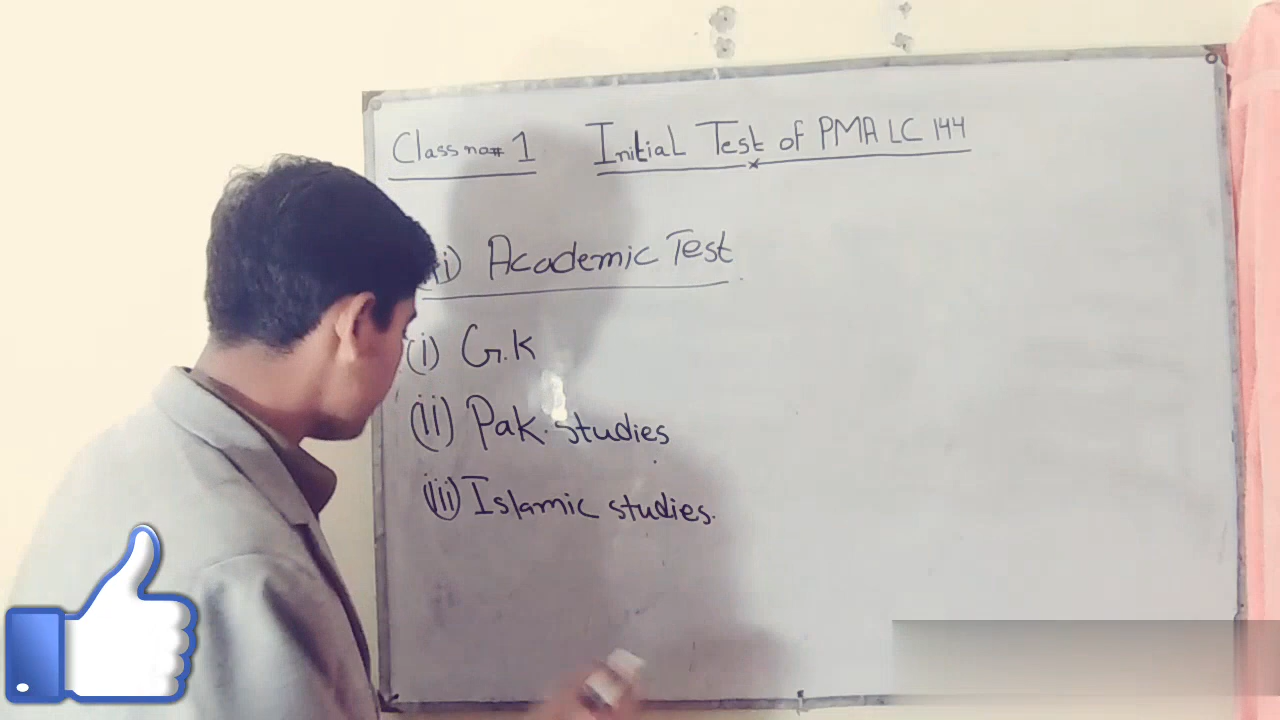 Class no# 1 Initial Test of PMA LC 144
i) Academic Test
(i) G.K
(ii) Pak. studies
(iii) Islamic studies.